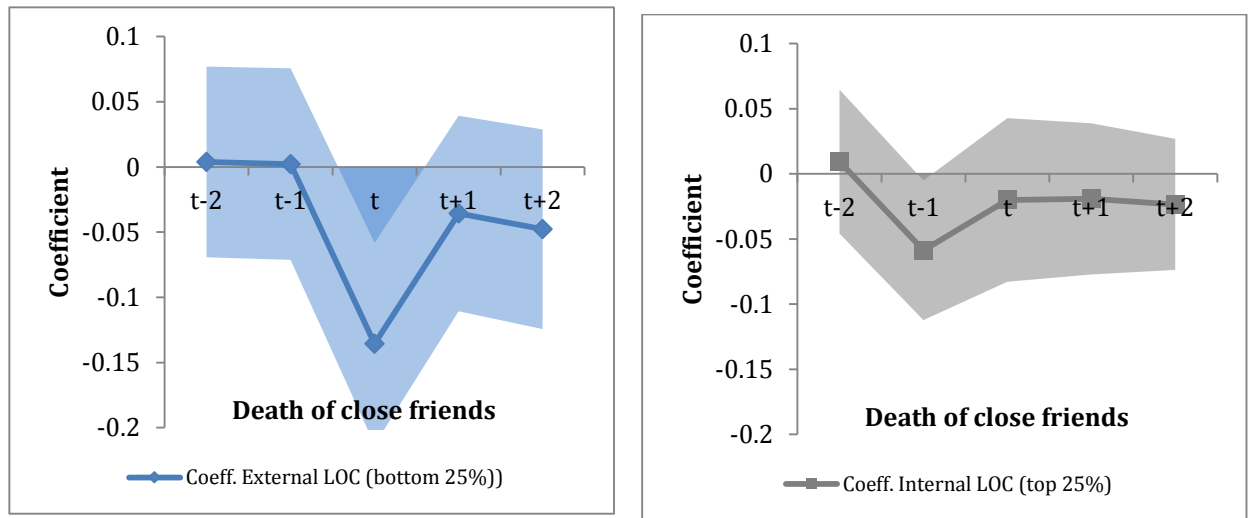 0.1
0.05
0
-0.05
-0.1
-0.15
-0.2
Coefficient
t-2 t-1 t t+1 t+2
Death of close friends
Coeff. External LOC (bottom 25%))
0.1
0.05
0
-0.05
-0.1
-0.15
-0.2
Coefficient
t-2 t-1 t t+1 t+2
Death of close friends
Coeff. Internal LOC (top 25%)